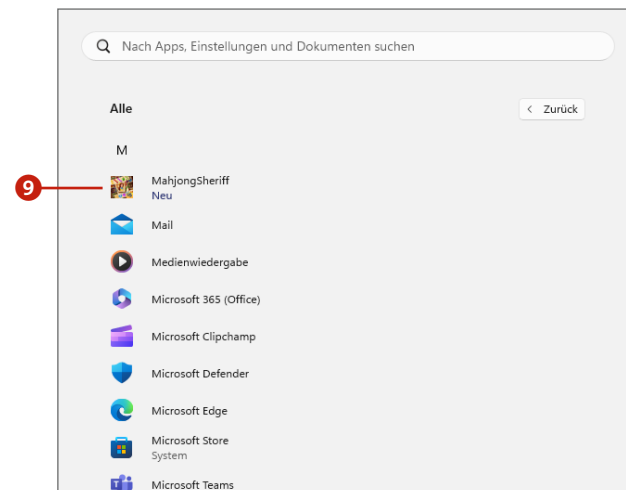 Nach Apps, Einstellungen und Dokumenten suchen
Alle
< Zurück
M
9
MahjongSheriff
Neu
Mail
Medienwiedergabe
Microsoft 365 (Office)
Microsoft Clipchamp
Microsoft Defender
Microsoft Edge
Microsoft Store
System
Microsoft Teams